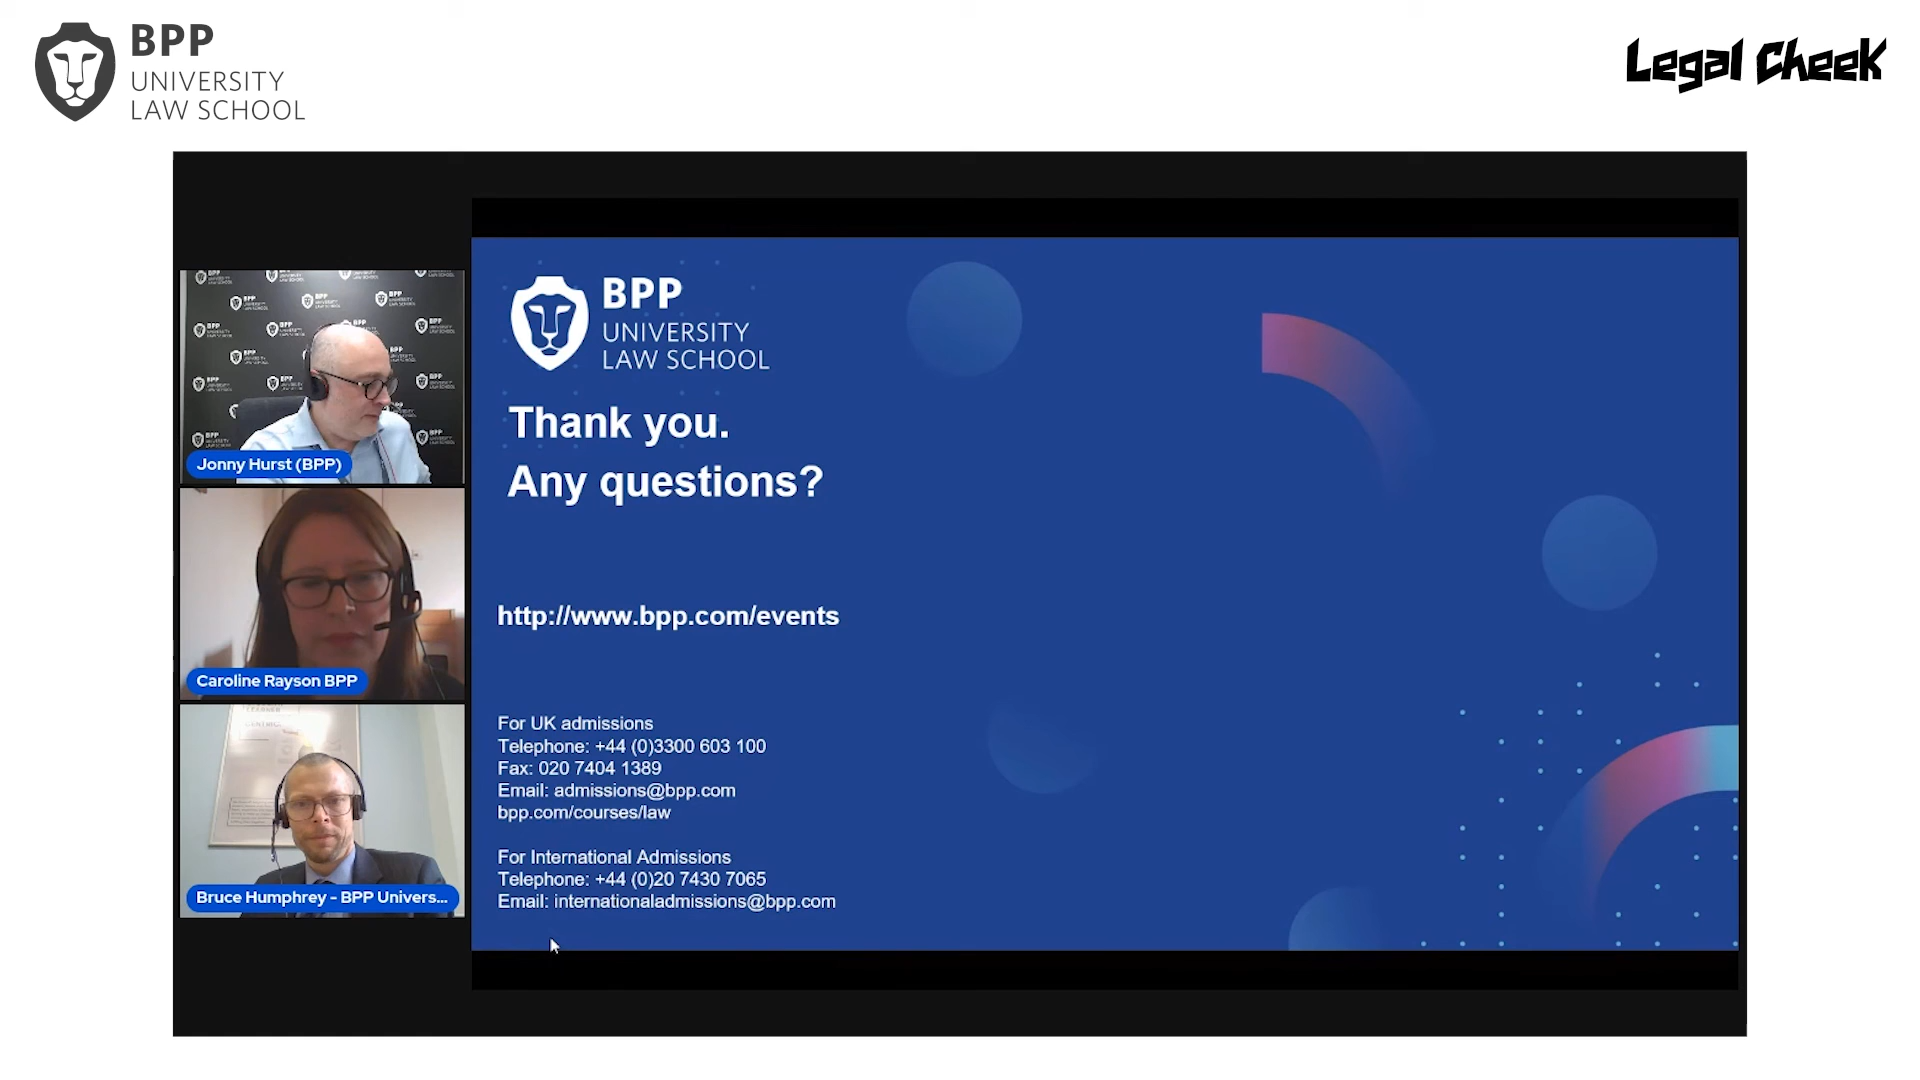 BPP
UNIVERSITY
LAW SCHOOL
Legal Cheek
Jonny Hurst (BPP)
Caroline Rayson BPP
Bruce Humphrey - BPP Univers...
BPP
UNIVERSITY
LAW SCHOOL
Thank you.
Any questions?
http://www.bpp.com/events
For UK admissions
Telephone: +44 (0)3300 603 100
Fax: 020 7404 1389
Email: admissions@bpp.com
bpp.com/courses/law
For International Admissions
Telephone: +44 (0)20 7430 7065
Email: internationaladmissions@bpp.com